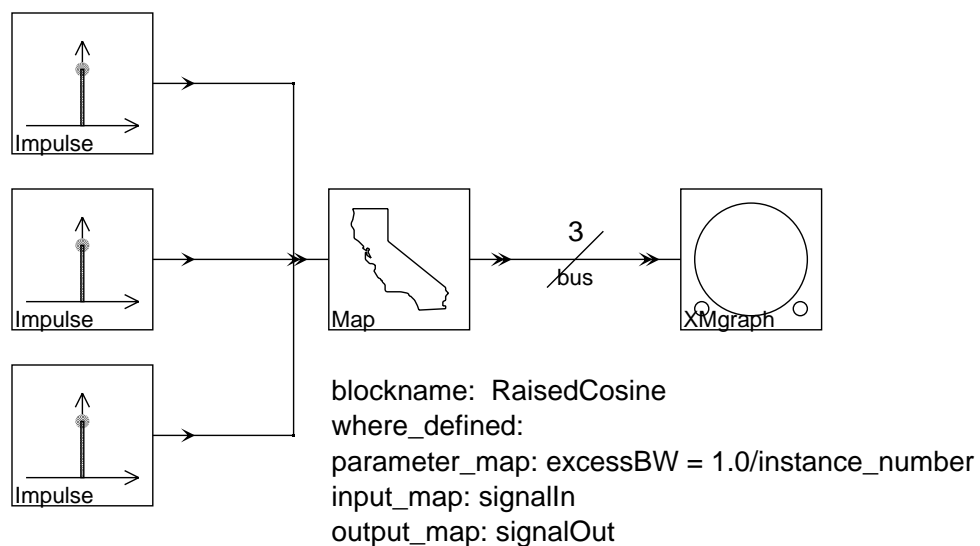 Impulse
Impulse
Impulse
Map
3
bus
XMgraph
blockname:  RaisedCosine
where_defined:
parameter_map: excessBW = 1.0/instance_number
input_map: signalIn
output_map: signalOut